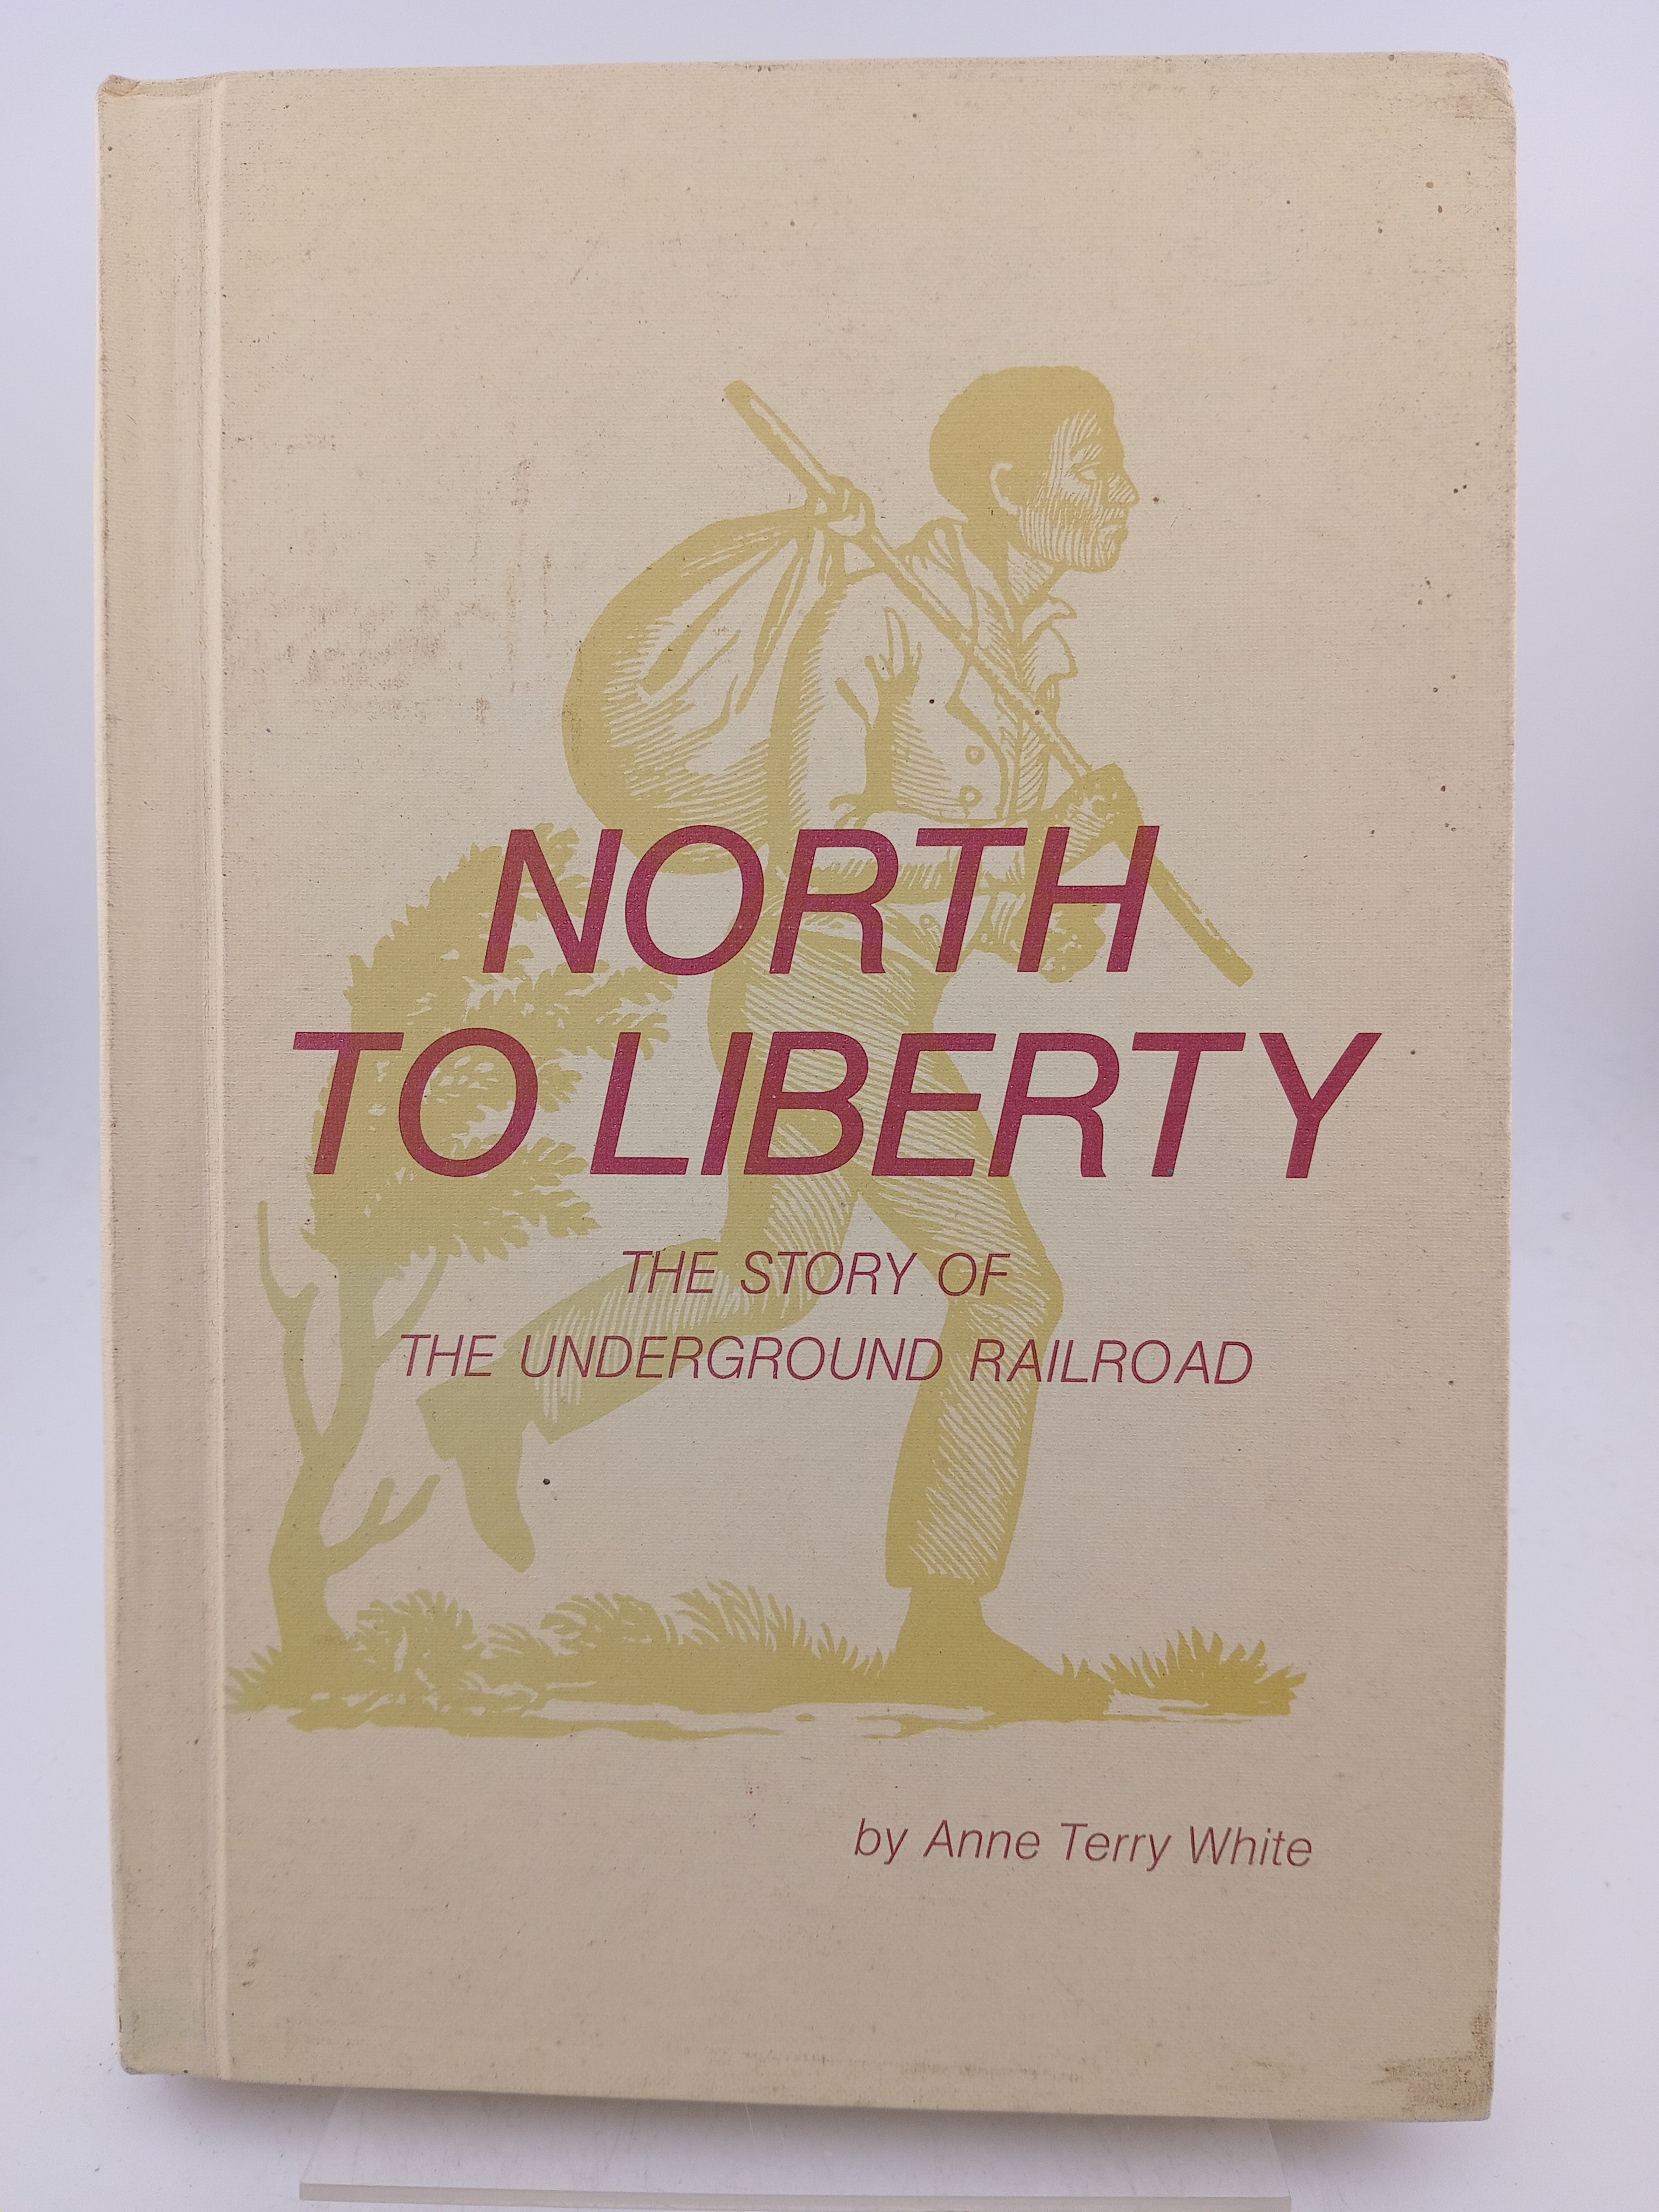 NORTH
TO LIBERTY
THE STORY OF
THE UNDERGROUND RAILROAD
by Anne Terry White